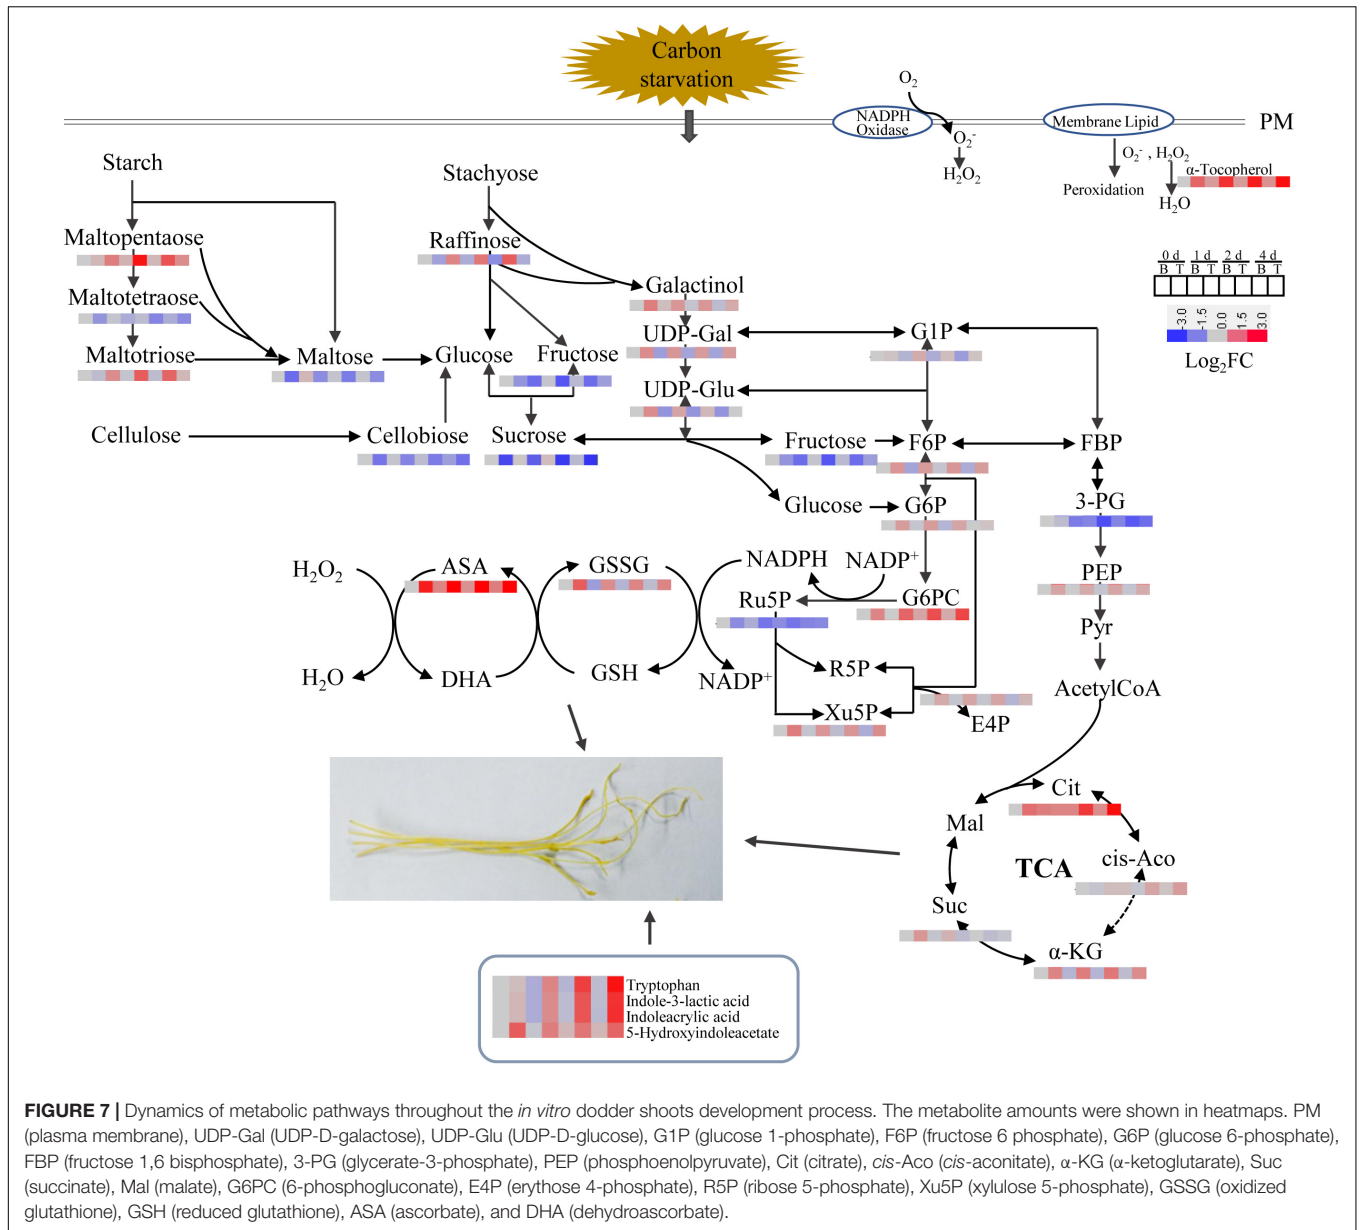 Carbon
starvation
O2
NADPH
Oxidase
Membrane Lipid
PM
O2-
H2O2
O2- , H2O2
α-Tocopherol
Peroxidation
H2O
Starch
Stachyose
Maltopentaose
Raffinose
Maltotetraose
Galactinol
0 d 1 d 2 d 4 d
B T B T B T B T
-3.0 -1.5 0.0 1.5 3.0
Log2FC
UDP-Gal
G1P
Maltotriose
Maltose
Glucose
Fructose
UDP-Glu
Cellulose
Cellobiose
Sucrose
Fructose
F6P
FBP
Glucose
G6P
3-PG
H2O2
ASA
GSSG
NADPH
NADP+
PEP
Ru5P
G6PC
Pyr
H2O
DHA
GSH
NADP+
R5P
AcetylCoA
Xu5P
E4P
Cit
Mal
TCA
cis-Aco
Suc
α-KG
Tryptophan
Indole-3-lactic acid
Indoleacrylic acid
5-Hydroxyindoleacetate
FIGURE 7 | Dynamics of metabolic pathways throughout the in vitro dodder shoots development process. The metabolite amounts were shown in heatmaps. PM
(plasma membrane), UDP-Gal (UDP-D-galactose), UDP-Glu (UDP-D-glucose), G1P (glucose 1-phosphate), F6P (fructose 6 phosphate), G6P (glucose 6-phosphate),
FBP (fructose 1,6 bisphosphate), 3-PG (glycerate-3-phosphate), PEP (phosphoenolpyruvate), Cit (citrate), cis-Aco (cis-aconitate), α-KG (α-ketoglutarate), Suc
(succinate), Mal (malate), G6PC (6-phosphogluconate), E4P (erythose 4-phosphate), R5P (ribose 5-phosphate), Xu5P (xylulose 5-phosphate), GSSG (oxidized
glutathione), GSH (reduced glutathione), ASA (ascorbate), and DHA (dehydroascorbate).